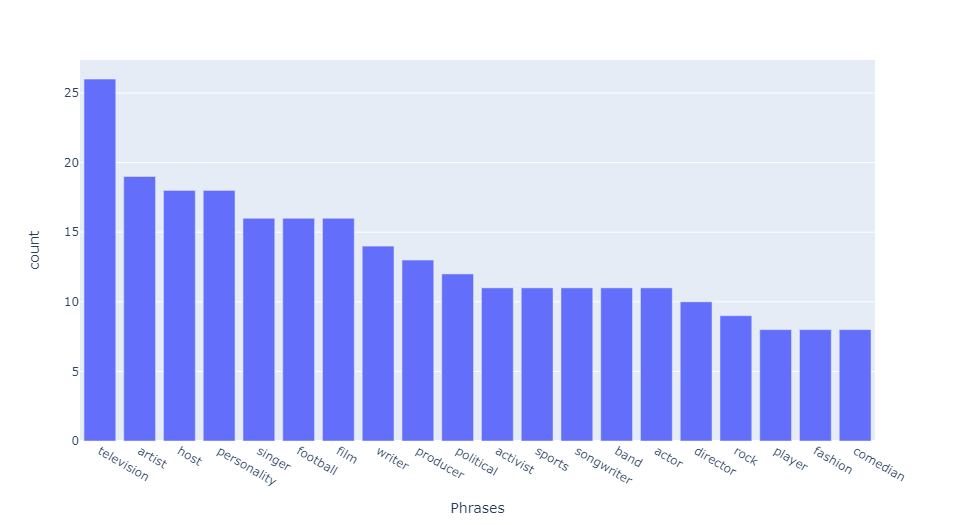 25
20
15
10
5
0
count
television
artist
host
personality
singer
football
film
writer
producer
political
activist
sports
songwriter
band
actor
director
rock
player
fashion
comedian
Phrases